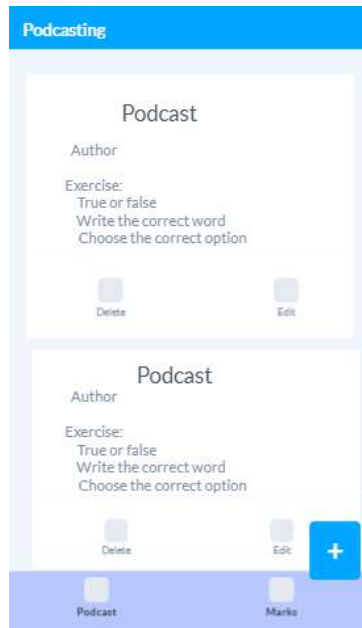 Podcasting
Podcast
Author
Exercise:
True or false
Write the correct word
Choose the correct option
Delete Edit
Podcast
Author
Exercise:
True or false
Write the correct word
Choose the correct option
Delete Edit
+
Podcast Marks